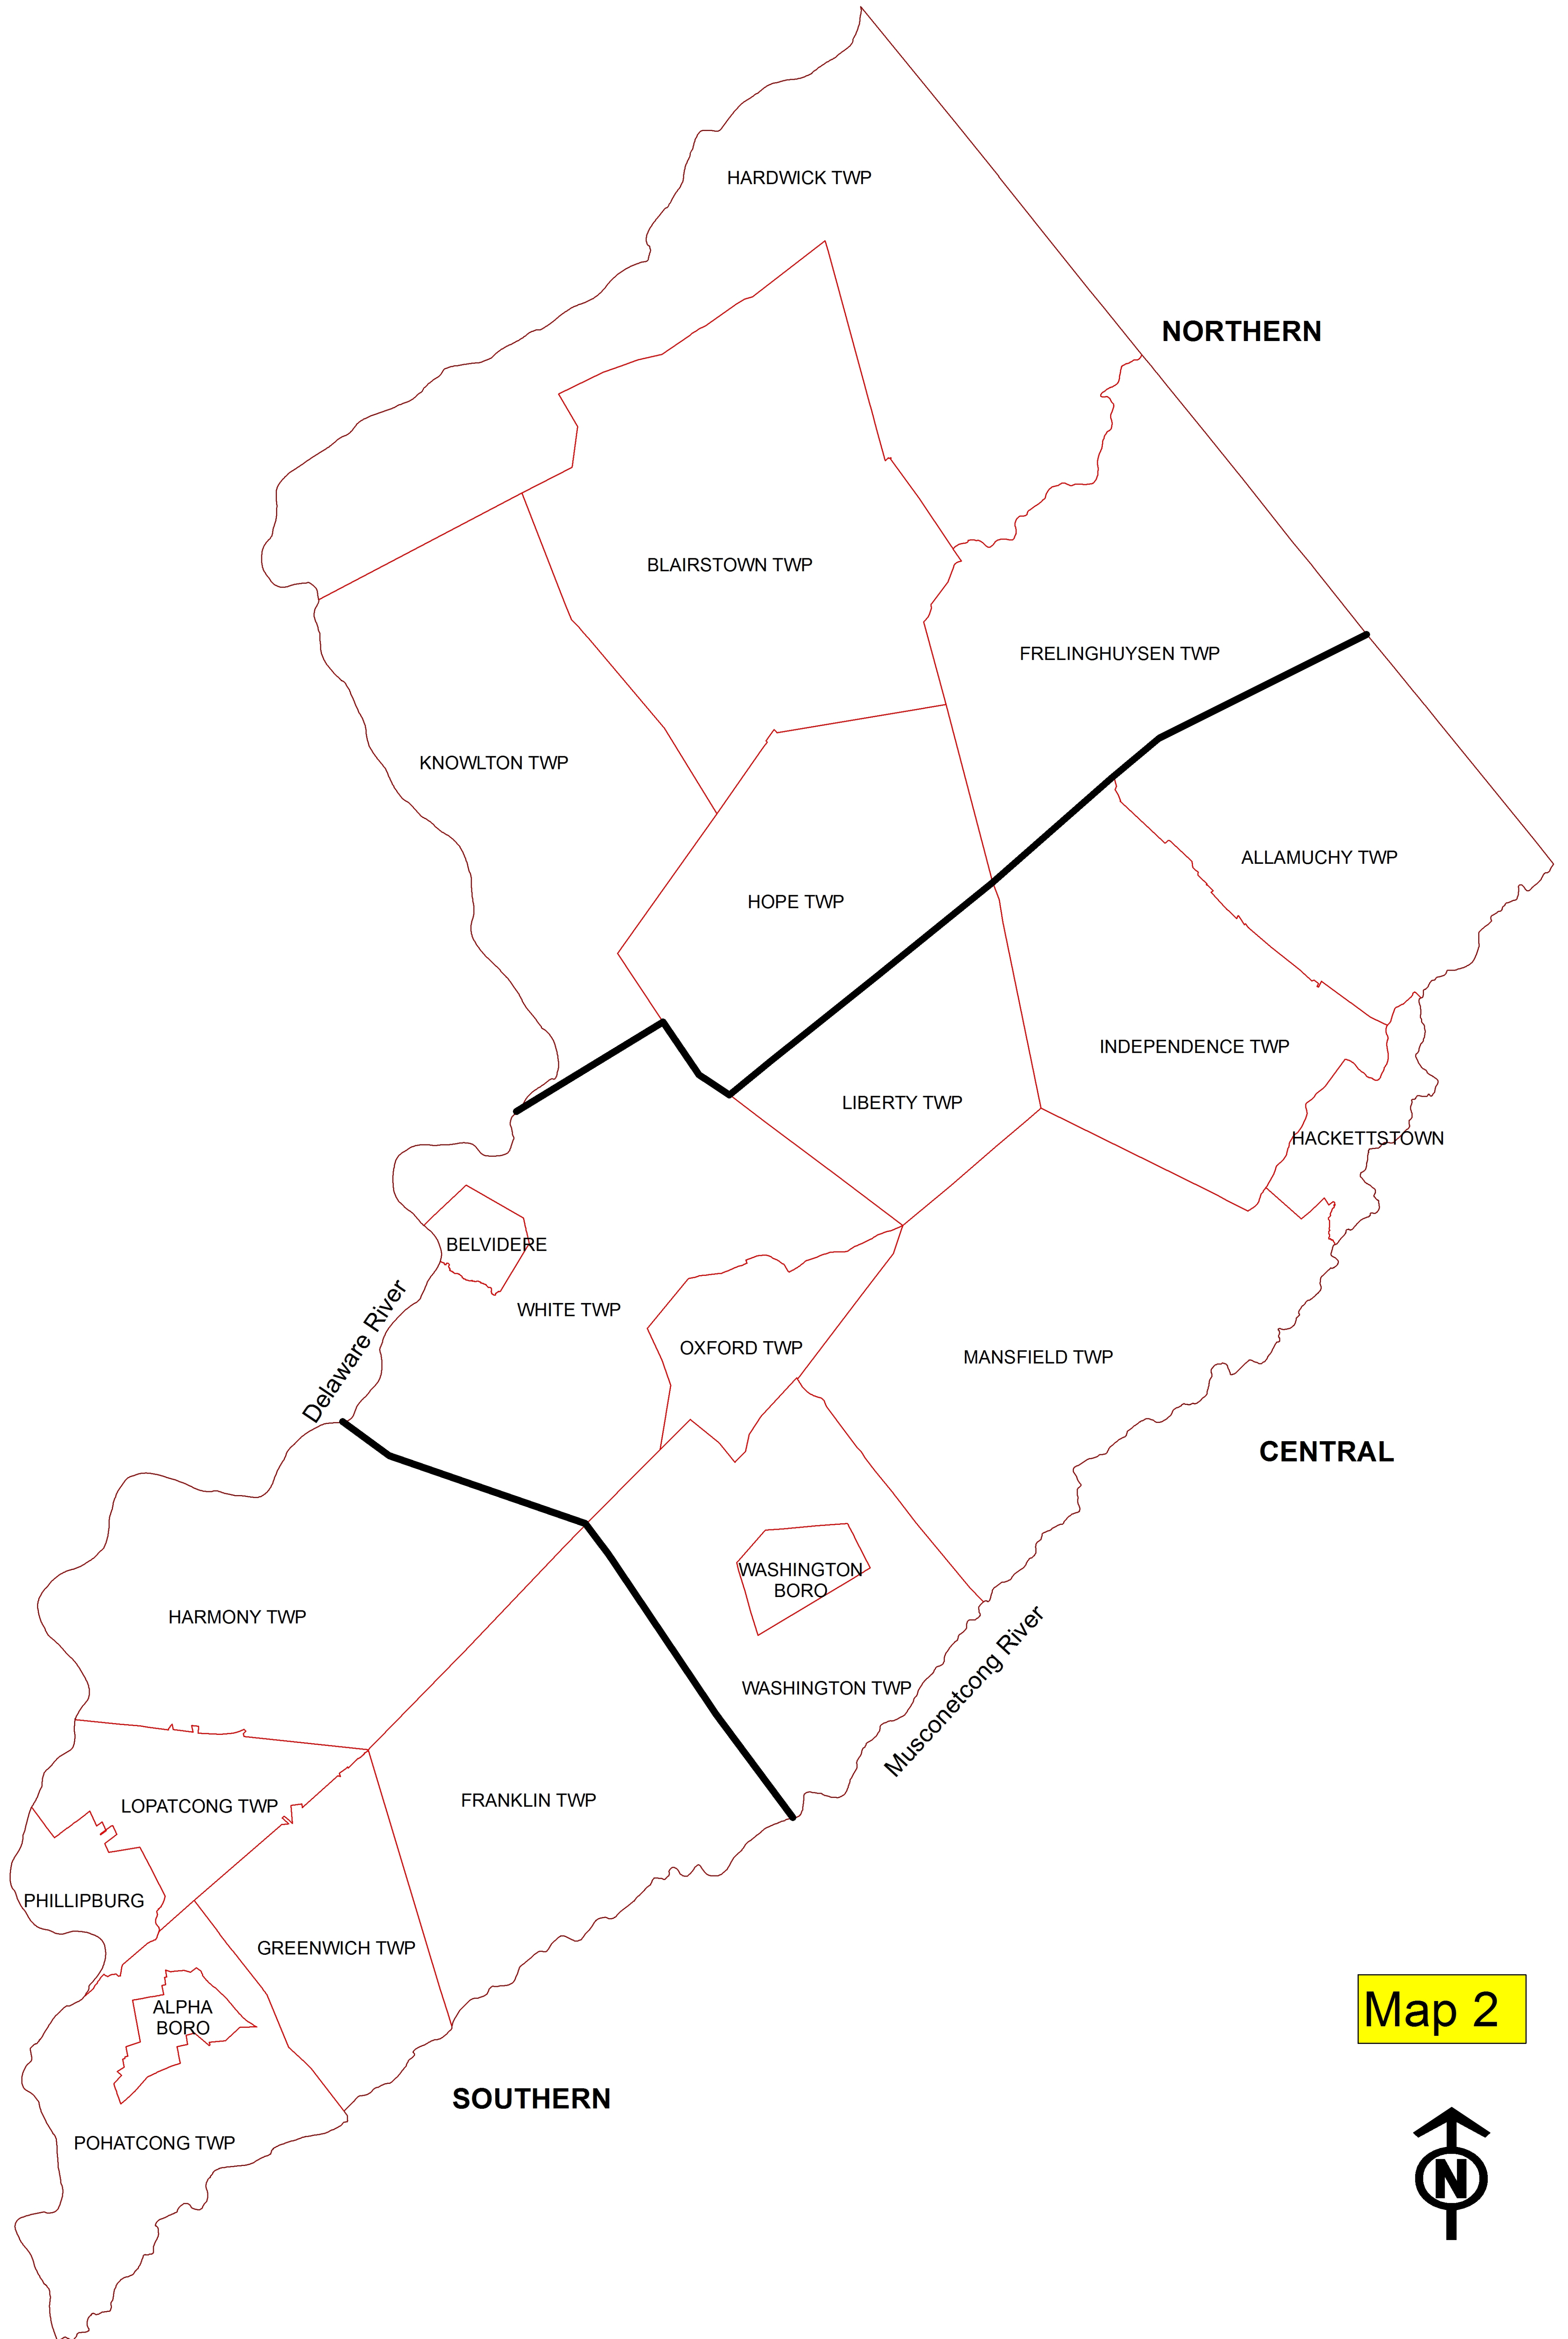 HARDWICK TWP
NORTHERN
BLAIRSTOWN TWP
FRELINGHUYSEN TWP
KNOWLTON TWP
ALLAMUCHY TWP
HOPE TWP
INDEPENDENCE TWP
LIBERTY TWP
HACKETTSTOWN
BELVIDERE
WHITE TWP
Delaware River
OXFORD TWP
MANSFIELD TWP
CENTRAL
WASHINGTON
BORO
HARMONY TWP
WASHINGTON TWP
Musconetcong River
FRANKLIN TWP
LOPATCONG TWP
PHILLIPBURG
GREENWICH TWP
ALPHA
BORO
Map 2
SOUTHERN
POHATCONG TWP
N